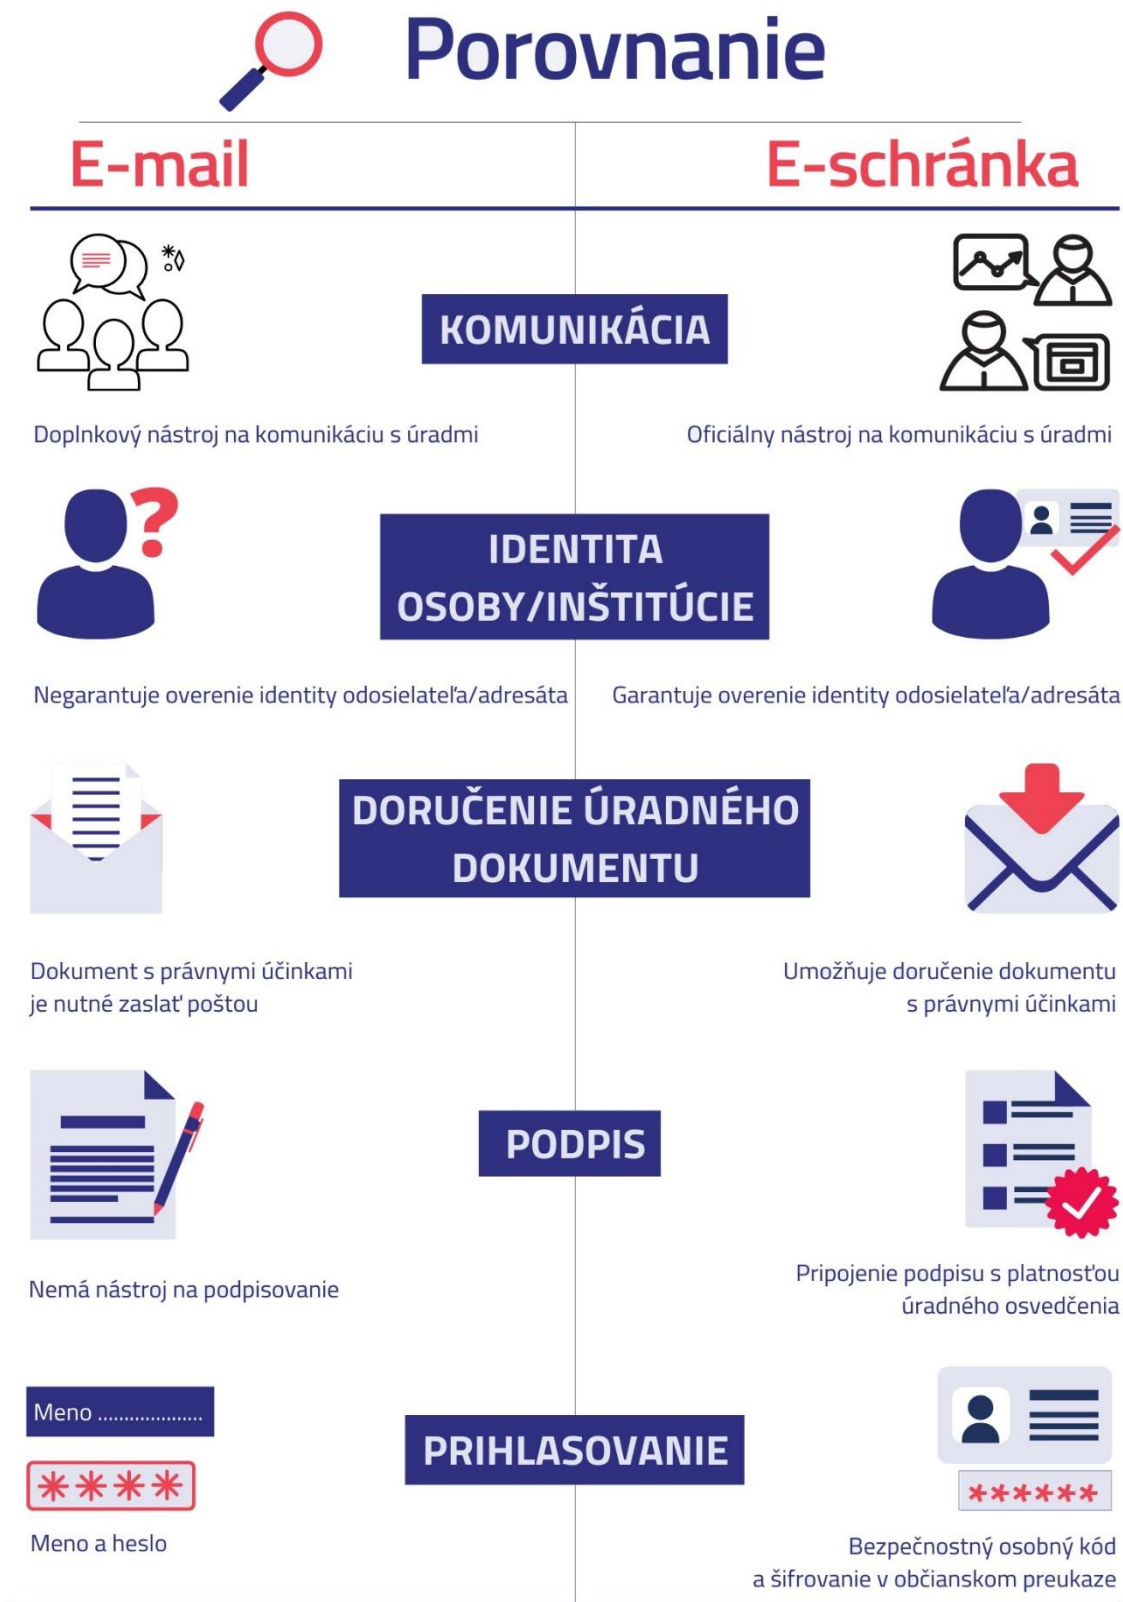 Porovnanie
E-mail
E-schránka
KOMUNIKÁCIA
Doplnkový nástroj na komunikáciu s úradmi
Oficiálny nástroj na komunikáciu s úradmi
IDENTITA
OSOBY/INŠTITÚCIE
Negarantuje overenie identity odosielateľa/adresáta
Garantuje overenie identity odosielateľa/adresáta
DORUČENIE ÚRADNÉHO
DOKUMENTU
Dokument s právnymi účinkami
je nutné zaslať poštou
Umožňuje doručenie dokumentu
s právnymi účinkami
PODPIS
Nemá nástroj na podpisovanie
Pripojenie podpisu s platnosťou
úradného osvedčenia
PRIHLASOVANIE
Meno ....................
****
Meno a heslo
******
Bezpečnostný osobný kód
a šifrovanie v občianskom preukaze